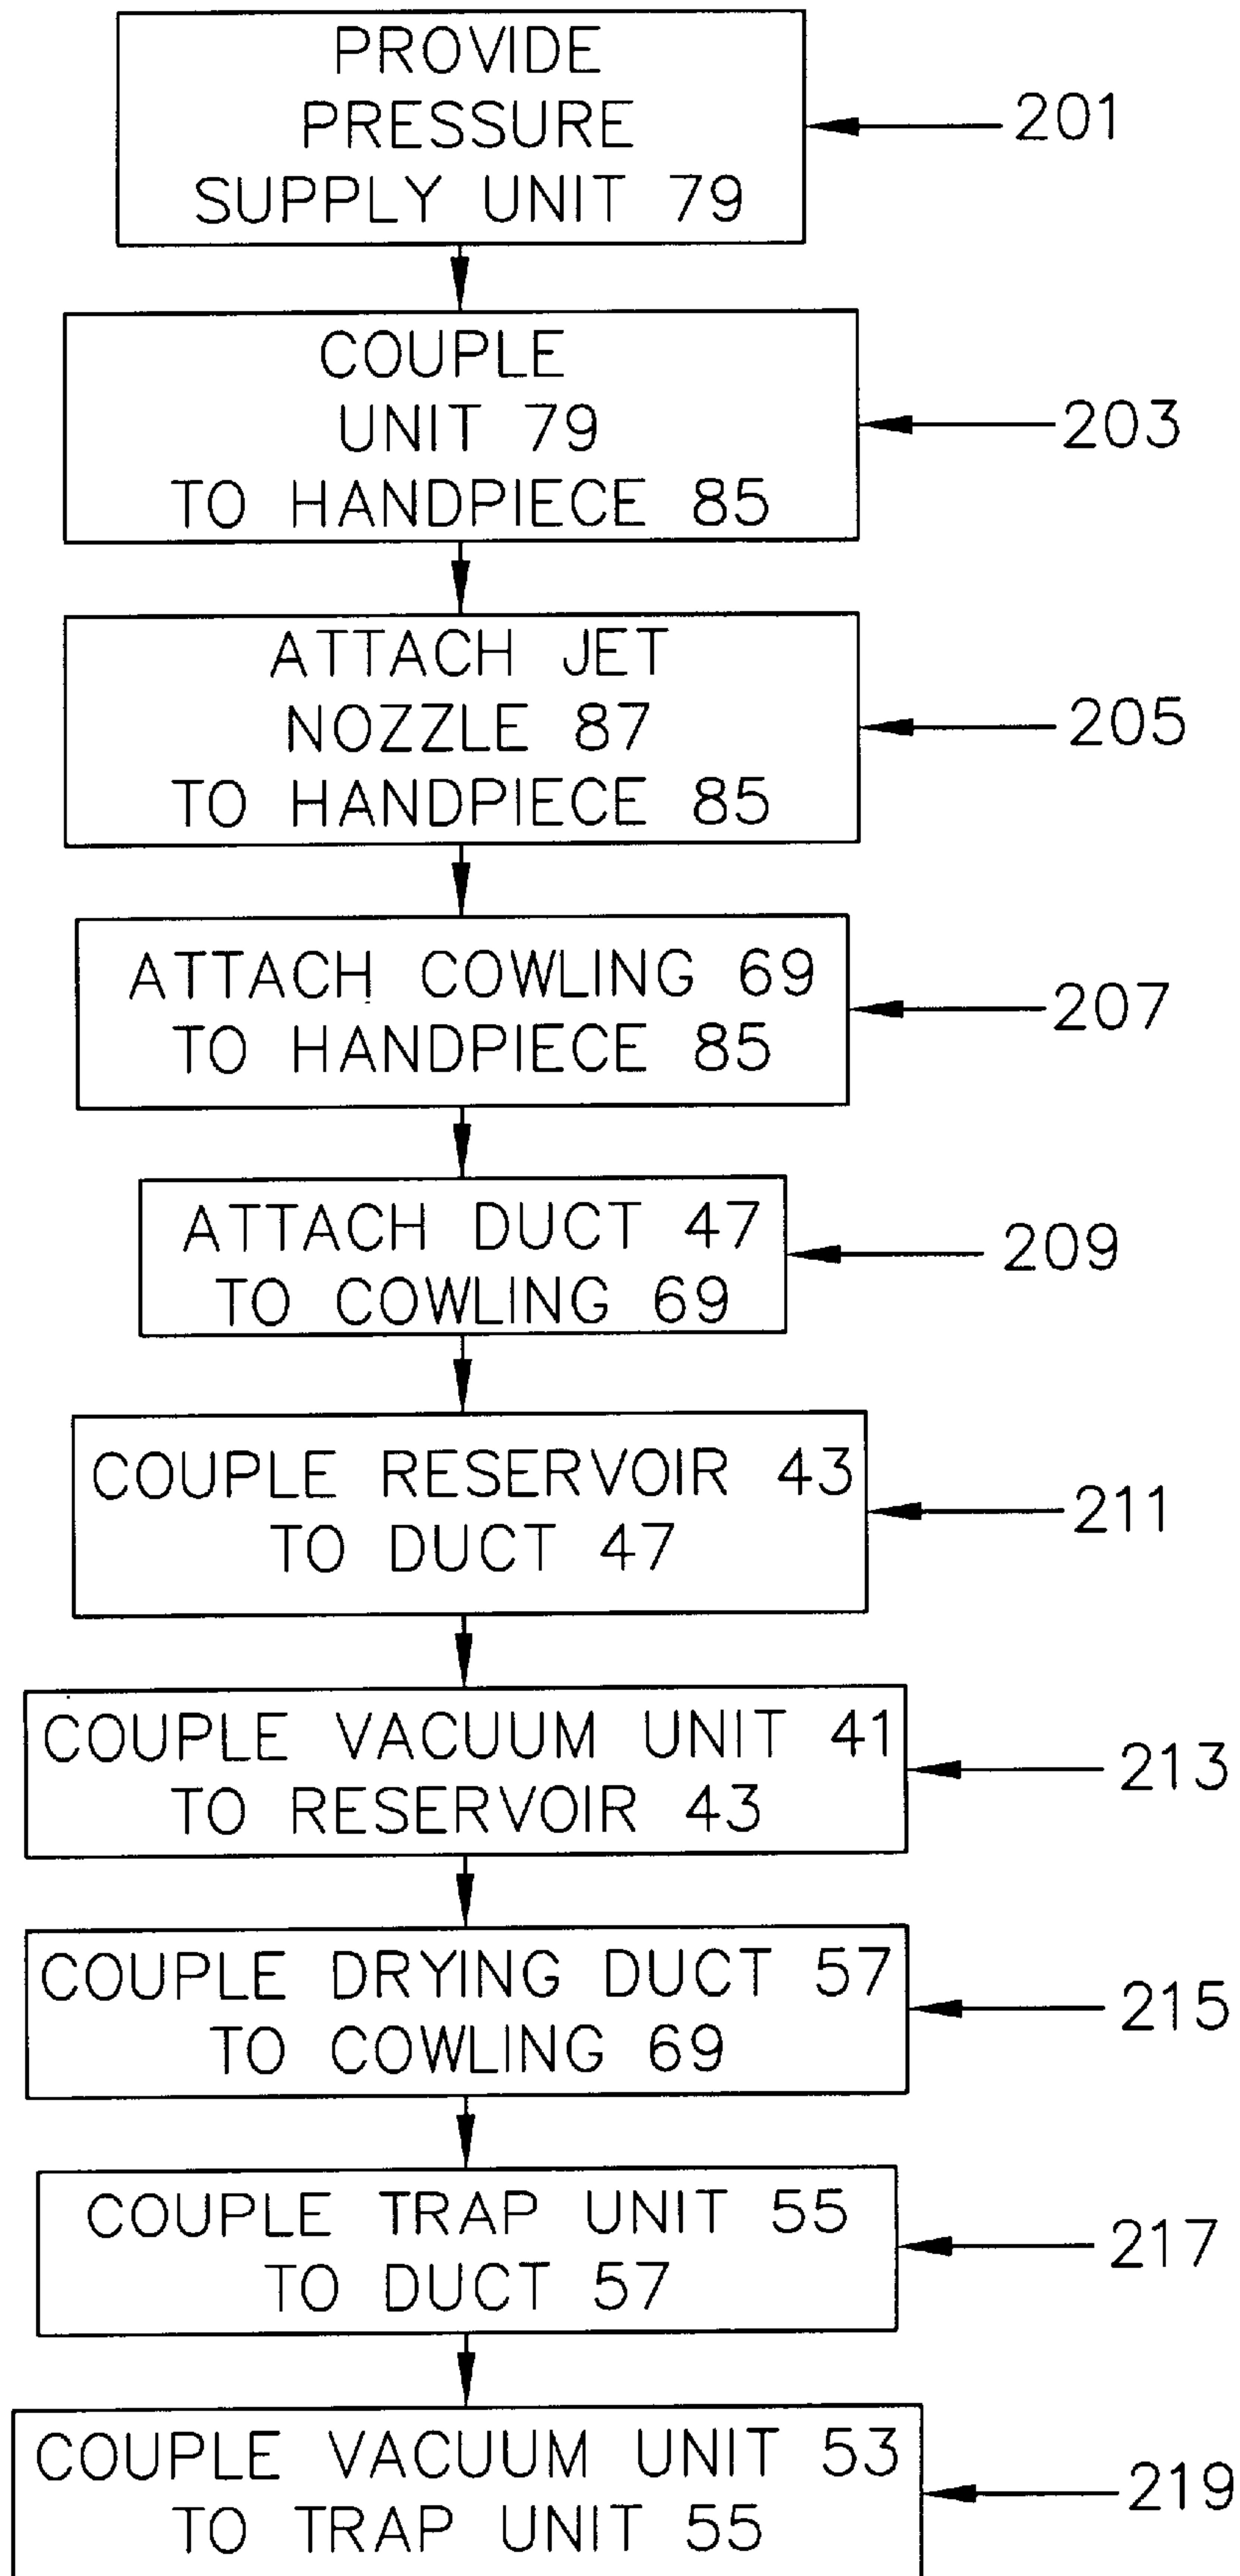 PROVIDE
PRESSURE
SUPPLY UNIT 79
201
COUPLE
UNIT 79
TO HANDPIECE 85
203
ATTACH JET
NOZZLE 87
TO HANDPIECE 85
205
ATTACH COWLING 69
TO HANDPIECE 85
207
ATTACH DUCT 47
TO COWLING 69
209
COUPLE RESERVOIR 43
TO DUCT 47
211
COUPLE VACUUM UNIT 41
TO RESERVOIR 43
213
COUPLE DRYING DUCT 57
TO COWLING 69
215
COUPLE TRAP UNIT 55
TO DUCT 57
217
COUPLE VACUUM UNIT 53
TO TRAP UNIT 55
219